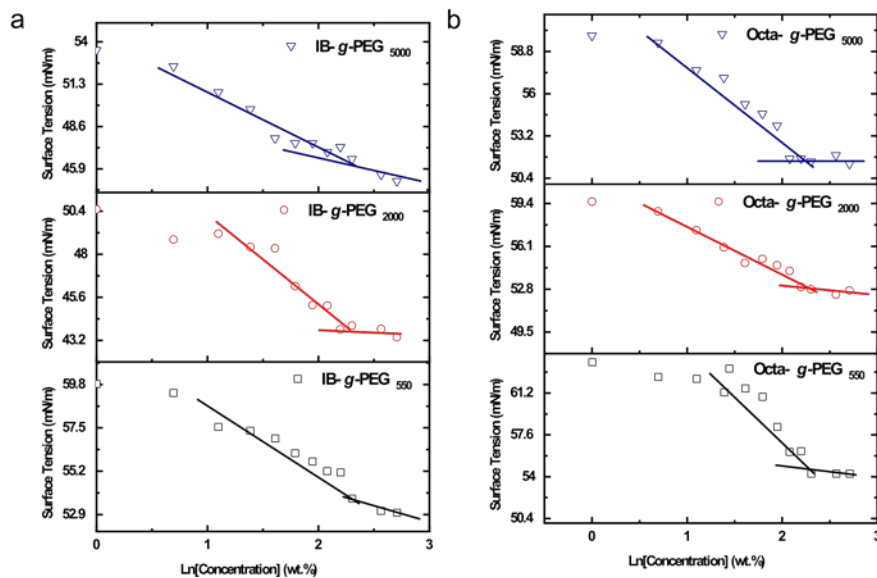 a
IB- g-PEG 5000
54
51.3
48.6
45.9
Surface Tension (mN/m)
IB- g-PEG 2000
50.4
48
45.6
43.2
Surface Tension (mN/m)
IB- g-PEG 550
59.8
57.5
55.2
52.9
Surface Tension (mN/m)
0 1 2 3
Ln[Concentration] (wt.%)
b
Octa- g-PEG 5000
58.8
56
53.2
50.4
Surface Tension (mN/m)
Octa- g-PEG 2000
59.4
56.1
52.8
49.5
Surface Tension (mN/m)
Octa- g-PEG 550
61.2
57.6
54
50.4
Surface Tension (mN/m)
0 1 2 3
Ln[Concentration] (wt.%)